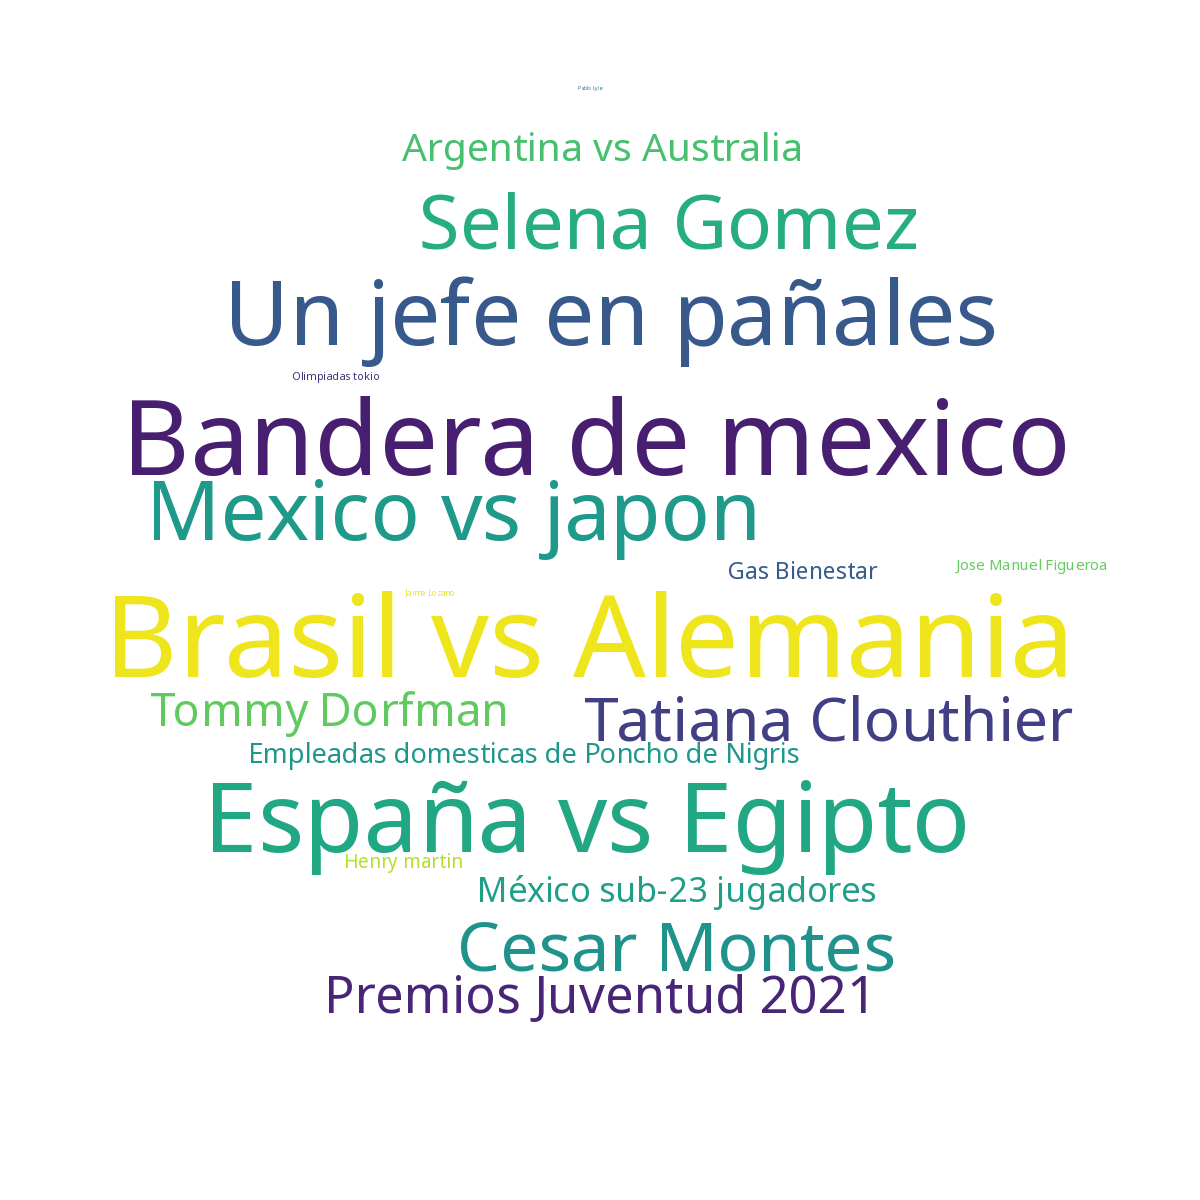 Pablo Lyle
Argentina vs Australia
Selena Gomez
Un jefe en pañales
Olimpiadas tokio
Bandera de mexico
Mexico vs japon
Gas Bienestar
Jose Manuel Figueroa
Jaime Lozano
Brasil vs Alemania
Tommy Dorfman
Tatiana Clouthier
Empleadas domesticas de Poncho de Nigris
España vs Egipto
Henry martin
México sub-23 jugadores
Cesar Montes
Premios Juventud 2021